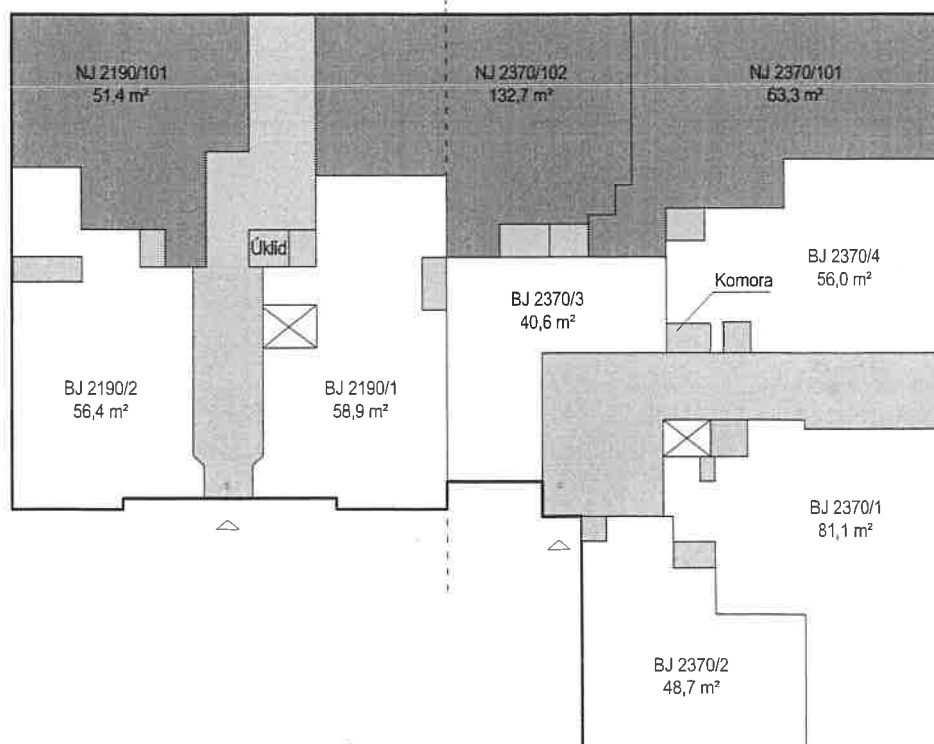 NJ 2190/101
51,4 m²
NJ 2370/102
132,7 m²
NJ 2370/101
63,3 m²
Úklid
BJ 2370/4
56,0 m²
Komora
BJ 2370/3
40,6 m²
BJ 2190/2
56,4 m²
BJ 2190/1
58,9 m²
BJ 2370/1
81,1 m²
BJ 2370/2
48,7 m²